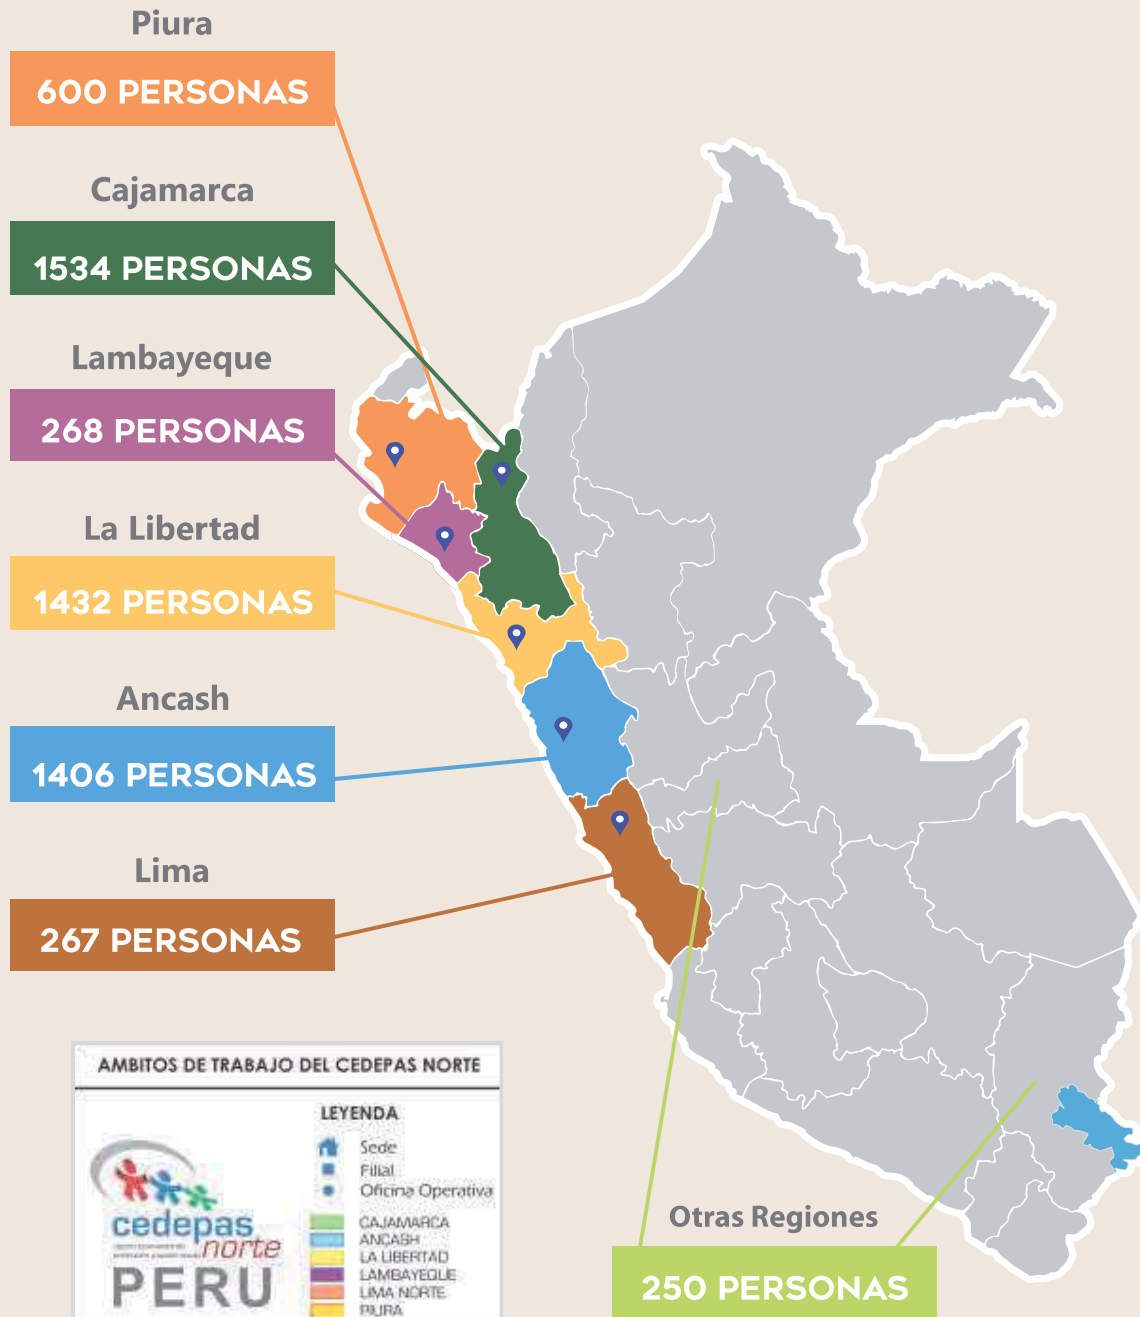 Piura
600 PERSONAS
Cajamarca
1534 PERSONAS
Lambayeque
268 PERSONAS
La Libertad
1432 PERSONAS
Ancash
1406 PERSONAS
Lima
267 PERSONAS
AMBITOS DE TRABAJO DEL CEDEPAS NORTE
LEYENDA
Sede
Filial
Oficina Operativa
CAJAMARCA
ANCASH
LA LIBERTAD
LAMBAYEQUE
LIMA NORTE
PIURA
cedepas
norte
PERU
Otras Regiones
250 PERSONAS